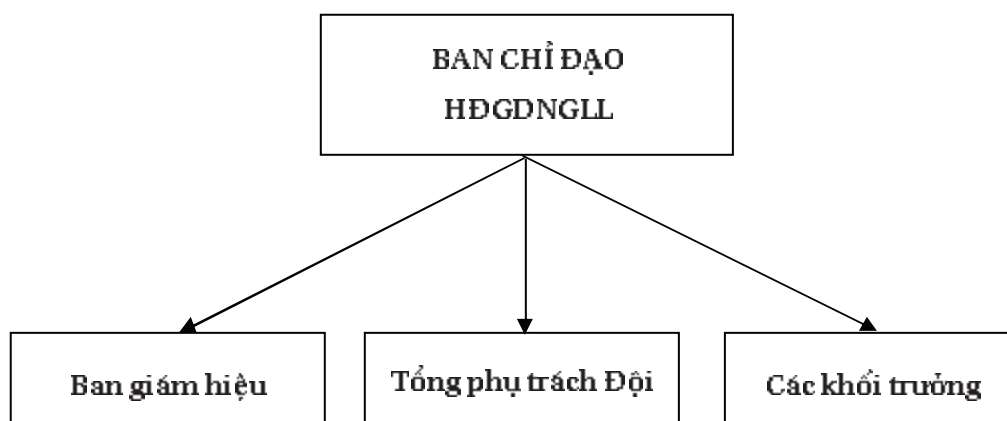 BAN CHỈ ĐẠO
HĐGDNGLL
Ban giám hiệu
Tổng phụ trách Đội
Các khối trưởng